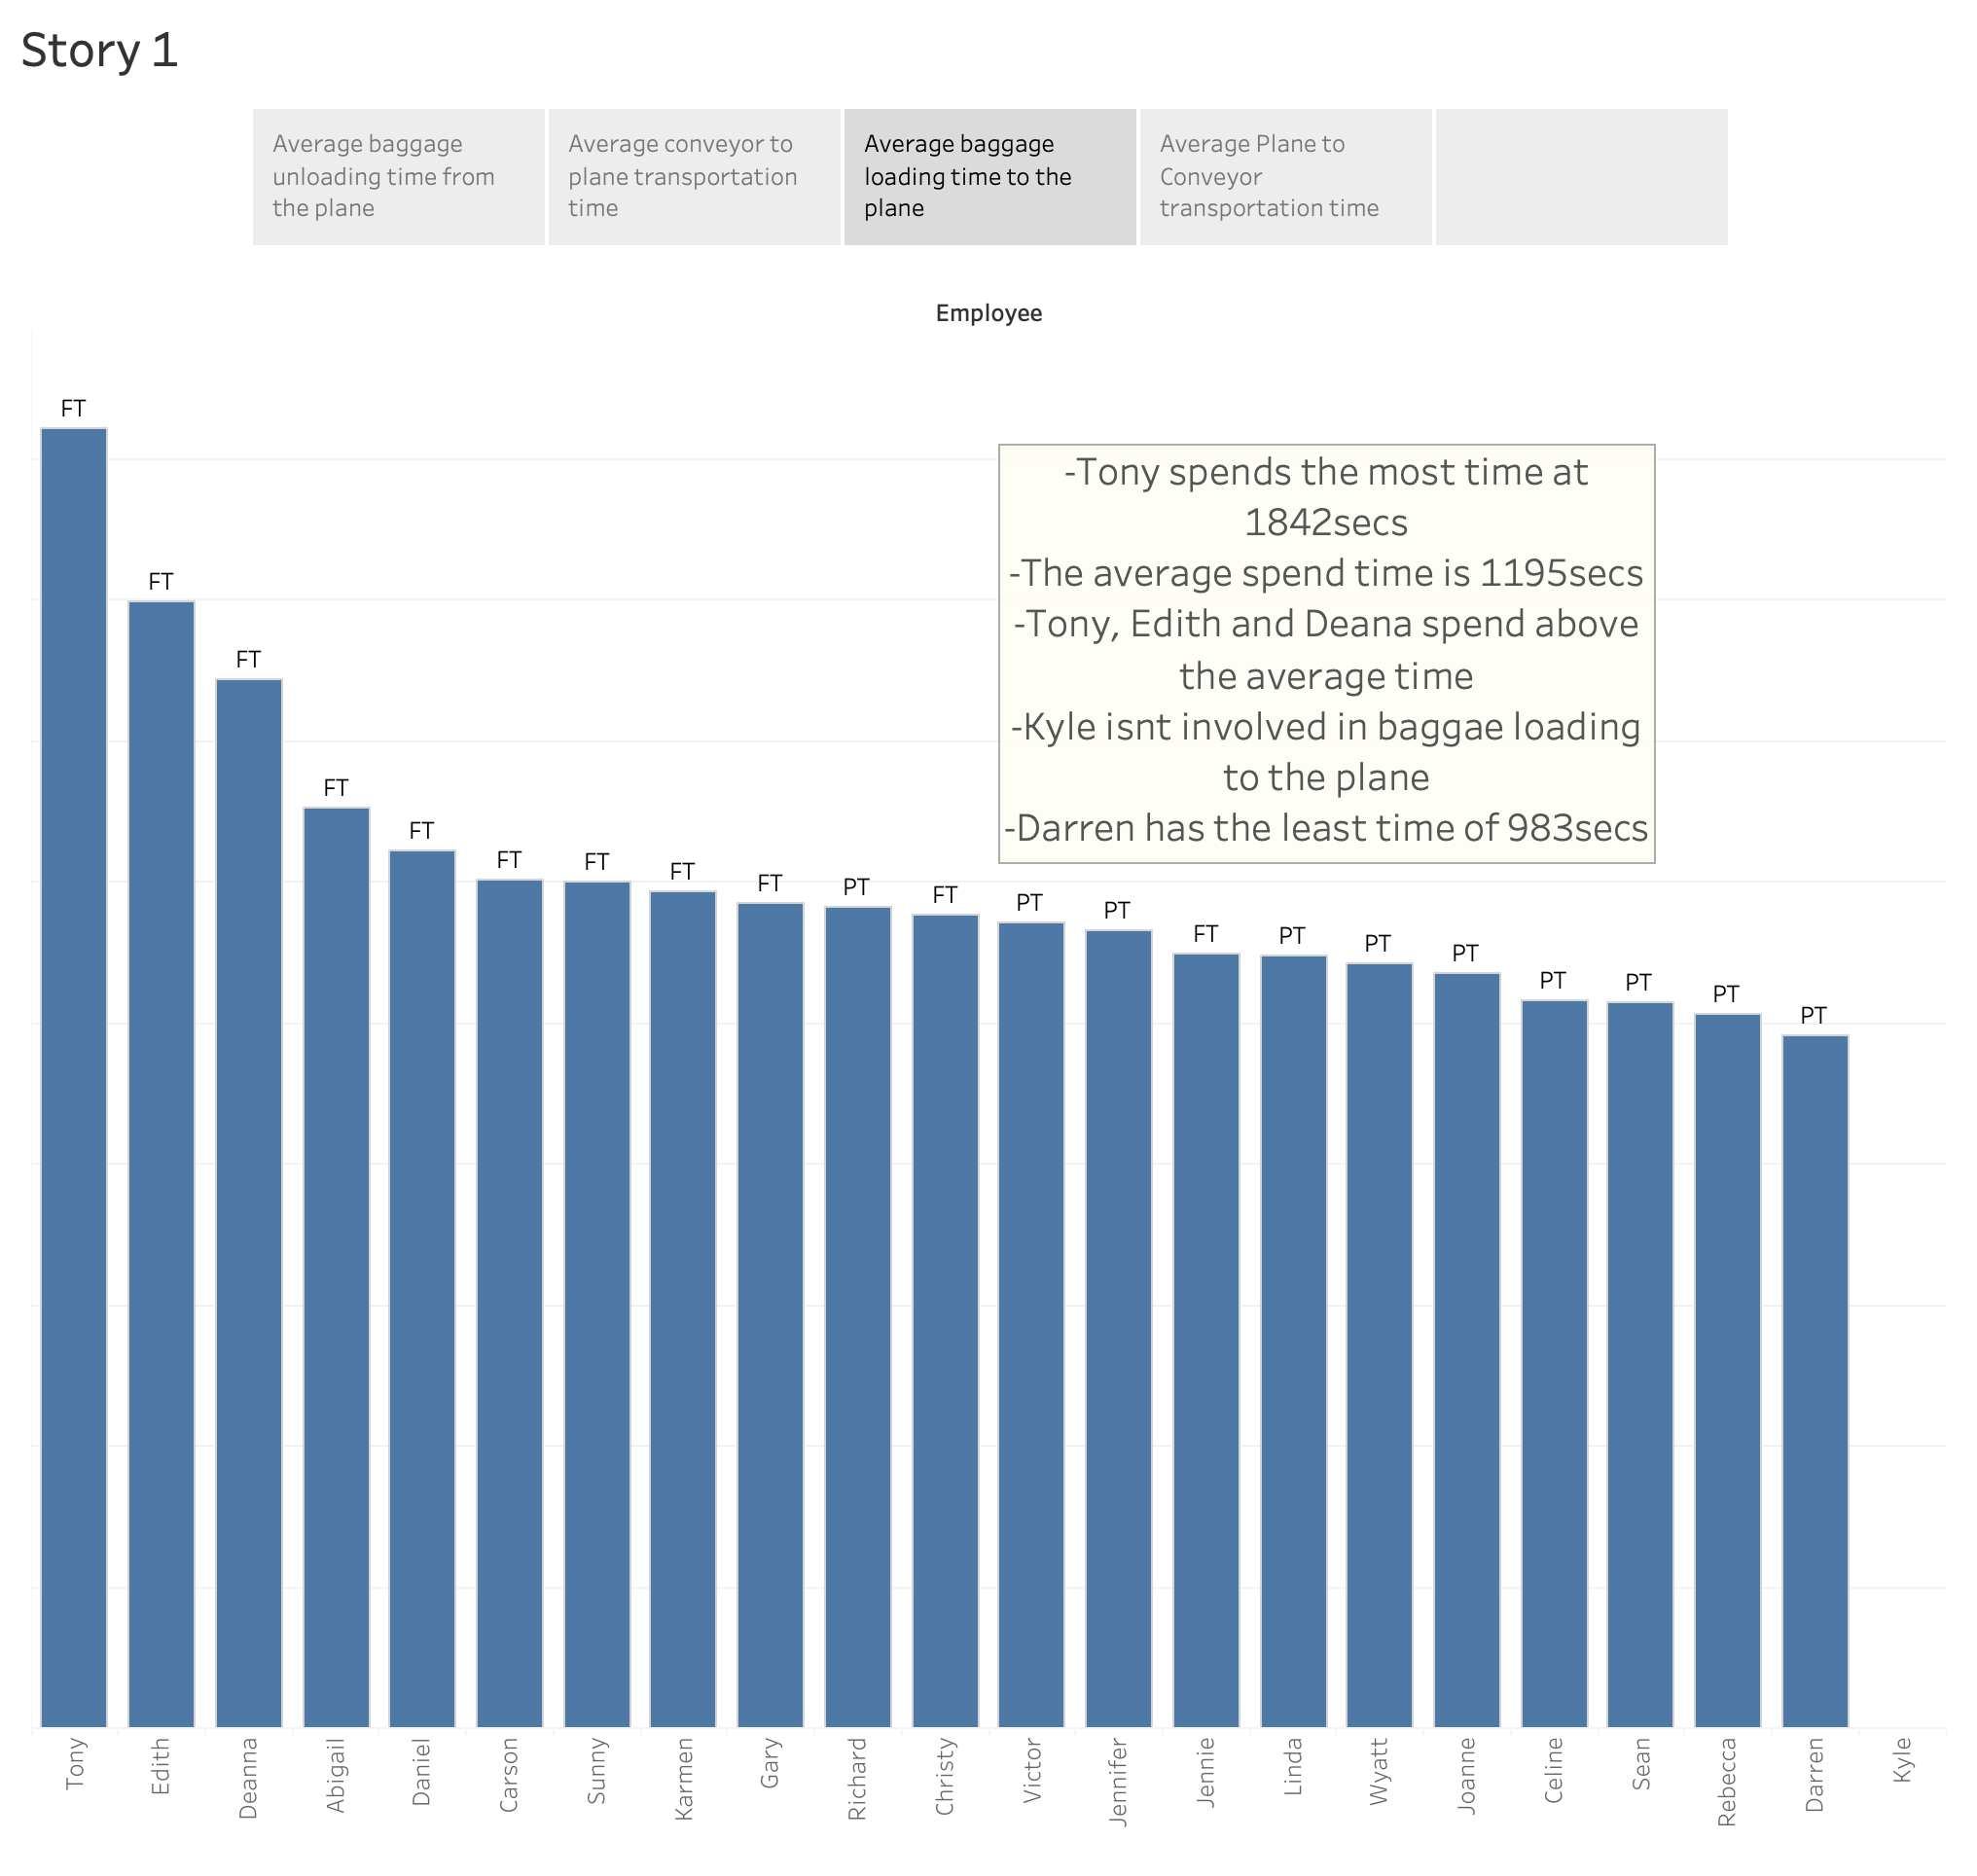 Story 1
Average baggage
unloading time from
the plane
Average conveyor to
plane transportation
time
Average baggage
loading time to the
plane
Average Plane to
Conveyor
transportation time
Employee
FT
FT
FT
FT
FT
FT
FT
FT
FT
PT
FT
PT
PT
FT
PT
PT
PT
PT
PT
PT
PT
-Tony spends the most time at
1842secs
-The average spend time is 1195secs
-Tony, Edith and Deana spend above
the average time
-Kyle isnt involved in baggae loading
to the plane
-Darren has the least time of 983secs
Tony
Edith
Deanna
Abigail
Daniel
Carson
Sunny
Karmen
Gary
Richard
Christy
Victor
Jennifer
Jennie
Linda
Wyatt
Joanne
Celine
Sean
Rebecca
Darren
Kyle